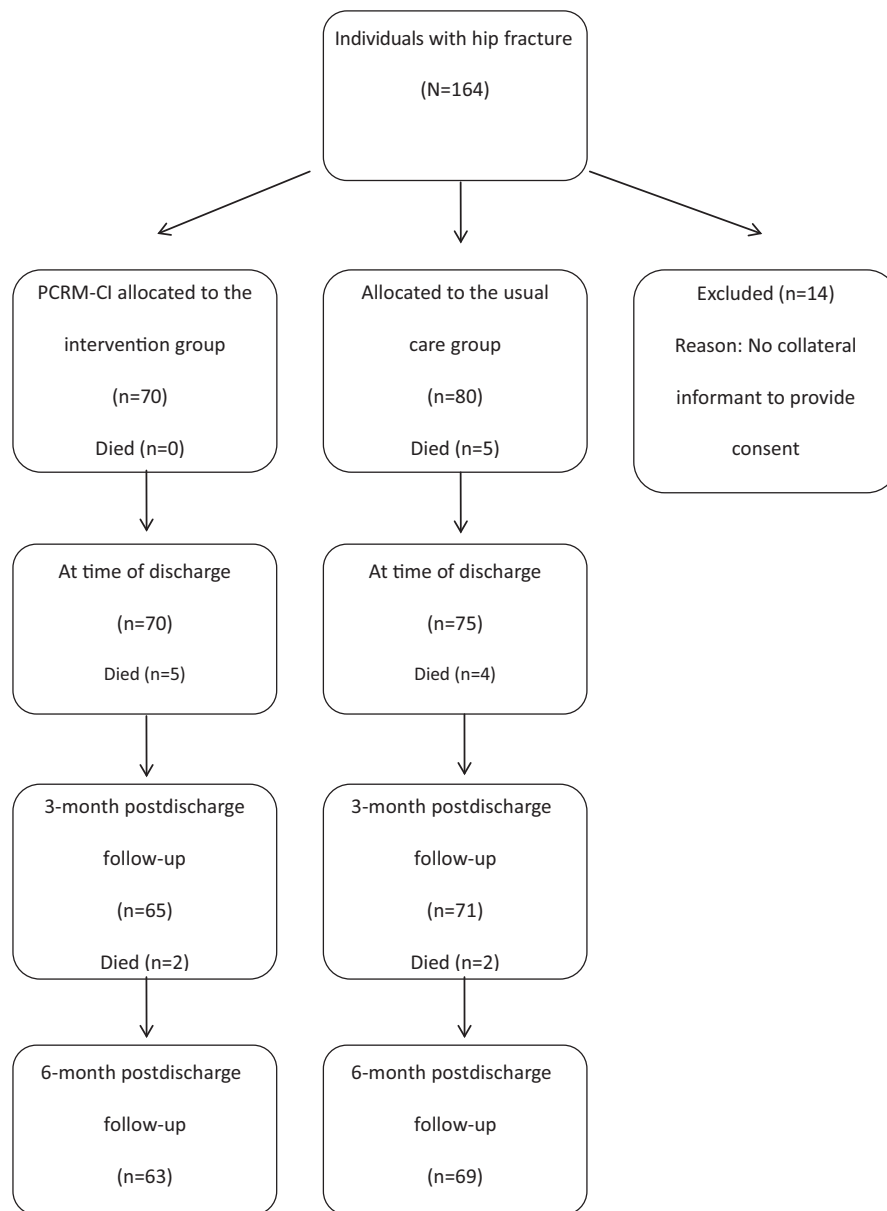 Individuals with hip fracture
(N=164)
PCRM-CI allocated to the
intervention group
(n=70)
Died (n=0)
Allocated to the usual
care group
(n=80)
Died (n=5)
Excluded (n=14)
Reason: No collateral
informant to provide
consent
At time of discharge
(n=70)
Died (n=5)
At time of discharge
(n=75)
Died (n=4)
3-month postdischarge
follow-up
(n=65)
Died (n=2)
3-month postdischarge
follow-up
(n=71)
Died (n=2)
6-month postdischarge
follow-up
(n=63)
6-month postdischarge
follow-up
(n=69)